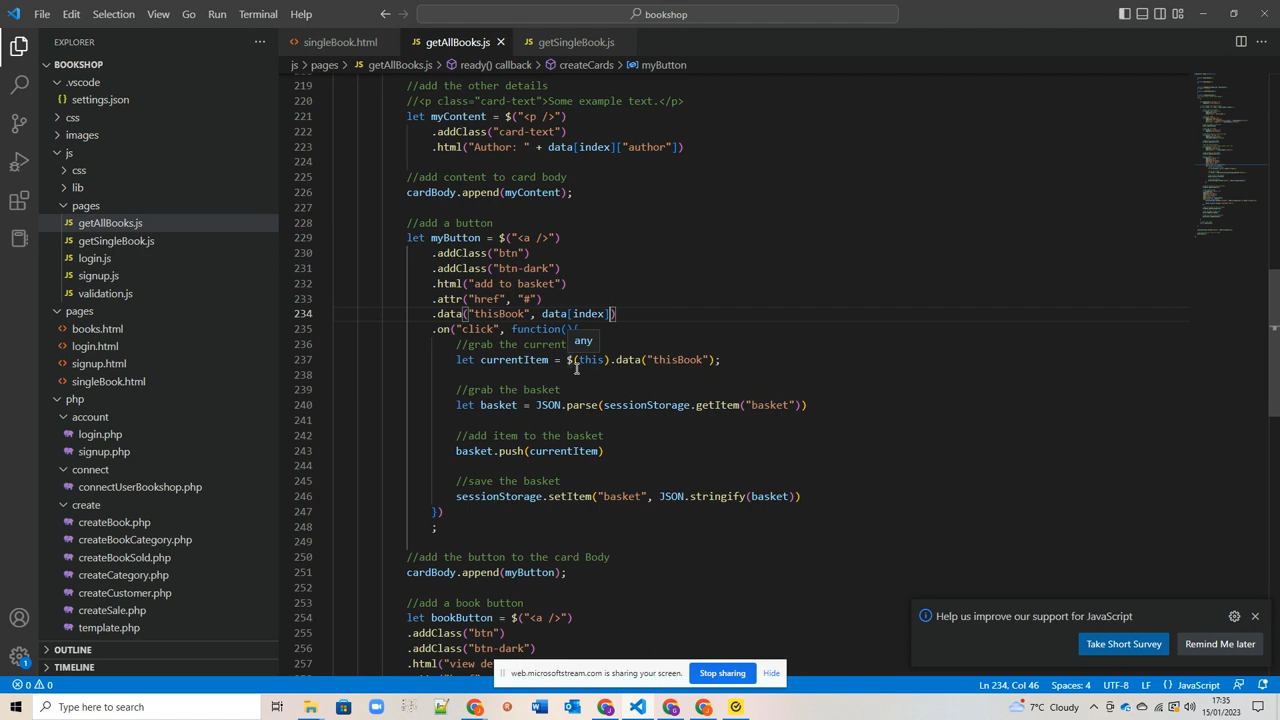 File Edit Selection View Go Run Terminal Help
bookshop
EXPLORER
singleBook.html
getAllBooks.js
getSingleBook.js
BOOKSHOP
js > pages > getAllBooks.js > ready() callback > createCards > myButton
.vscode
settings.json
css
images
js
css
lib
pages
getAllBooks.js
getSingleBook.js
login.js
signup.js
validation.js
pages
books.html
login.html
signup.html
singleBook.html
php
account
login.php
signup.php
connect
connectUserBookshop.php
create
createBook.php
createBookCategory.php
createBookSold.php
createCategory.php
createCustomer.php
createSale.php
template.php
OUTLINE
TIMELINE
219 //add the other details
220 //<p class="card-text">Some example text.</p>
221 let myContent = $("<p />")
222 .addClass("card-text")
223 .html("Author: " + data[index]["author"])
224
225 //add content to card body
226 cardBody.append(myContent);
227
228 //add a button
229 let myButton = $("<a />")
230 .addClass("btn")
231 .addClass("btn-dark")
232 .html("add to basket")
233 .attr("href", "#")
234 .data("thisBook", data[index])
235 .on("click", function(){
any
236 //grab the current
237 let currentItem = $(this).data("thisBook");
238
239 //grab the basket
240 let basket = JSON.parse(sessionStorage.getItem("basket"))
241
242 //add item to the basket
243 basket.push(currentItem)
244
245 //save the basket
246 sessionStorage.setItem("basket", JSON.stringify(basket))
247 })
248 ;
249
250 //add the button to the card Body
251 cardBody.append(myButton);
252
253 //add a book button
254 let bookButton = $("<a />")
255 .addClass("btn")
256 .addClass("btn-dark")
257 .html("view de
Help us improve our support for JavaScript
Take Short Survey
Remind Me later
web.microsoftstream.com is sharing your screen.
Stop sharing
Hide
0 0
Ln 234, Col 46 Spaces: 4 UTF-8 LF { } JavaScript
Type here to search
7°C Cloudy
17:35
15/01/2023